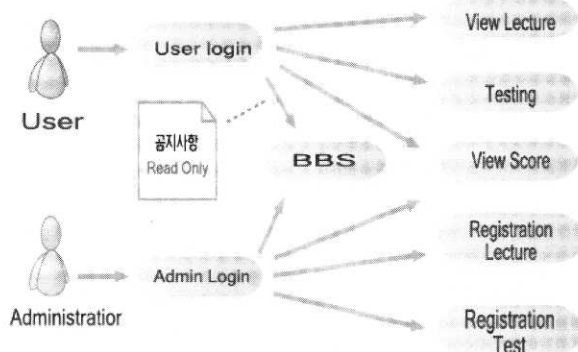 User login
View Lecture
Testing
User
공지사항
Read Only
BBS
View Score
Registration
Lecture
Admin Login
Administratior
Registration
Test